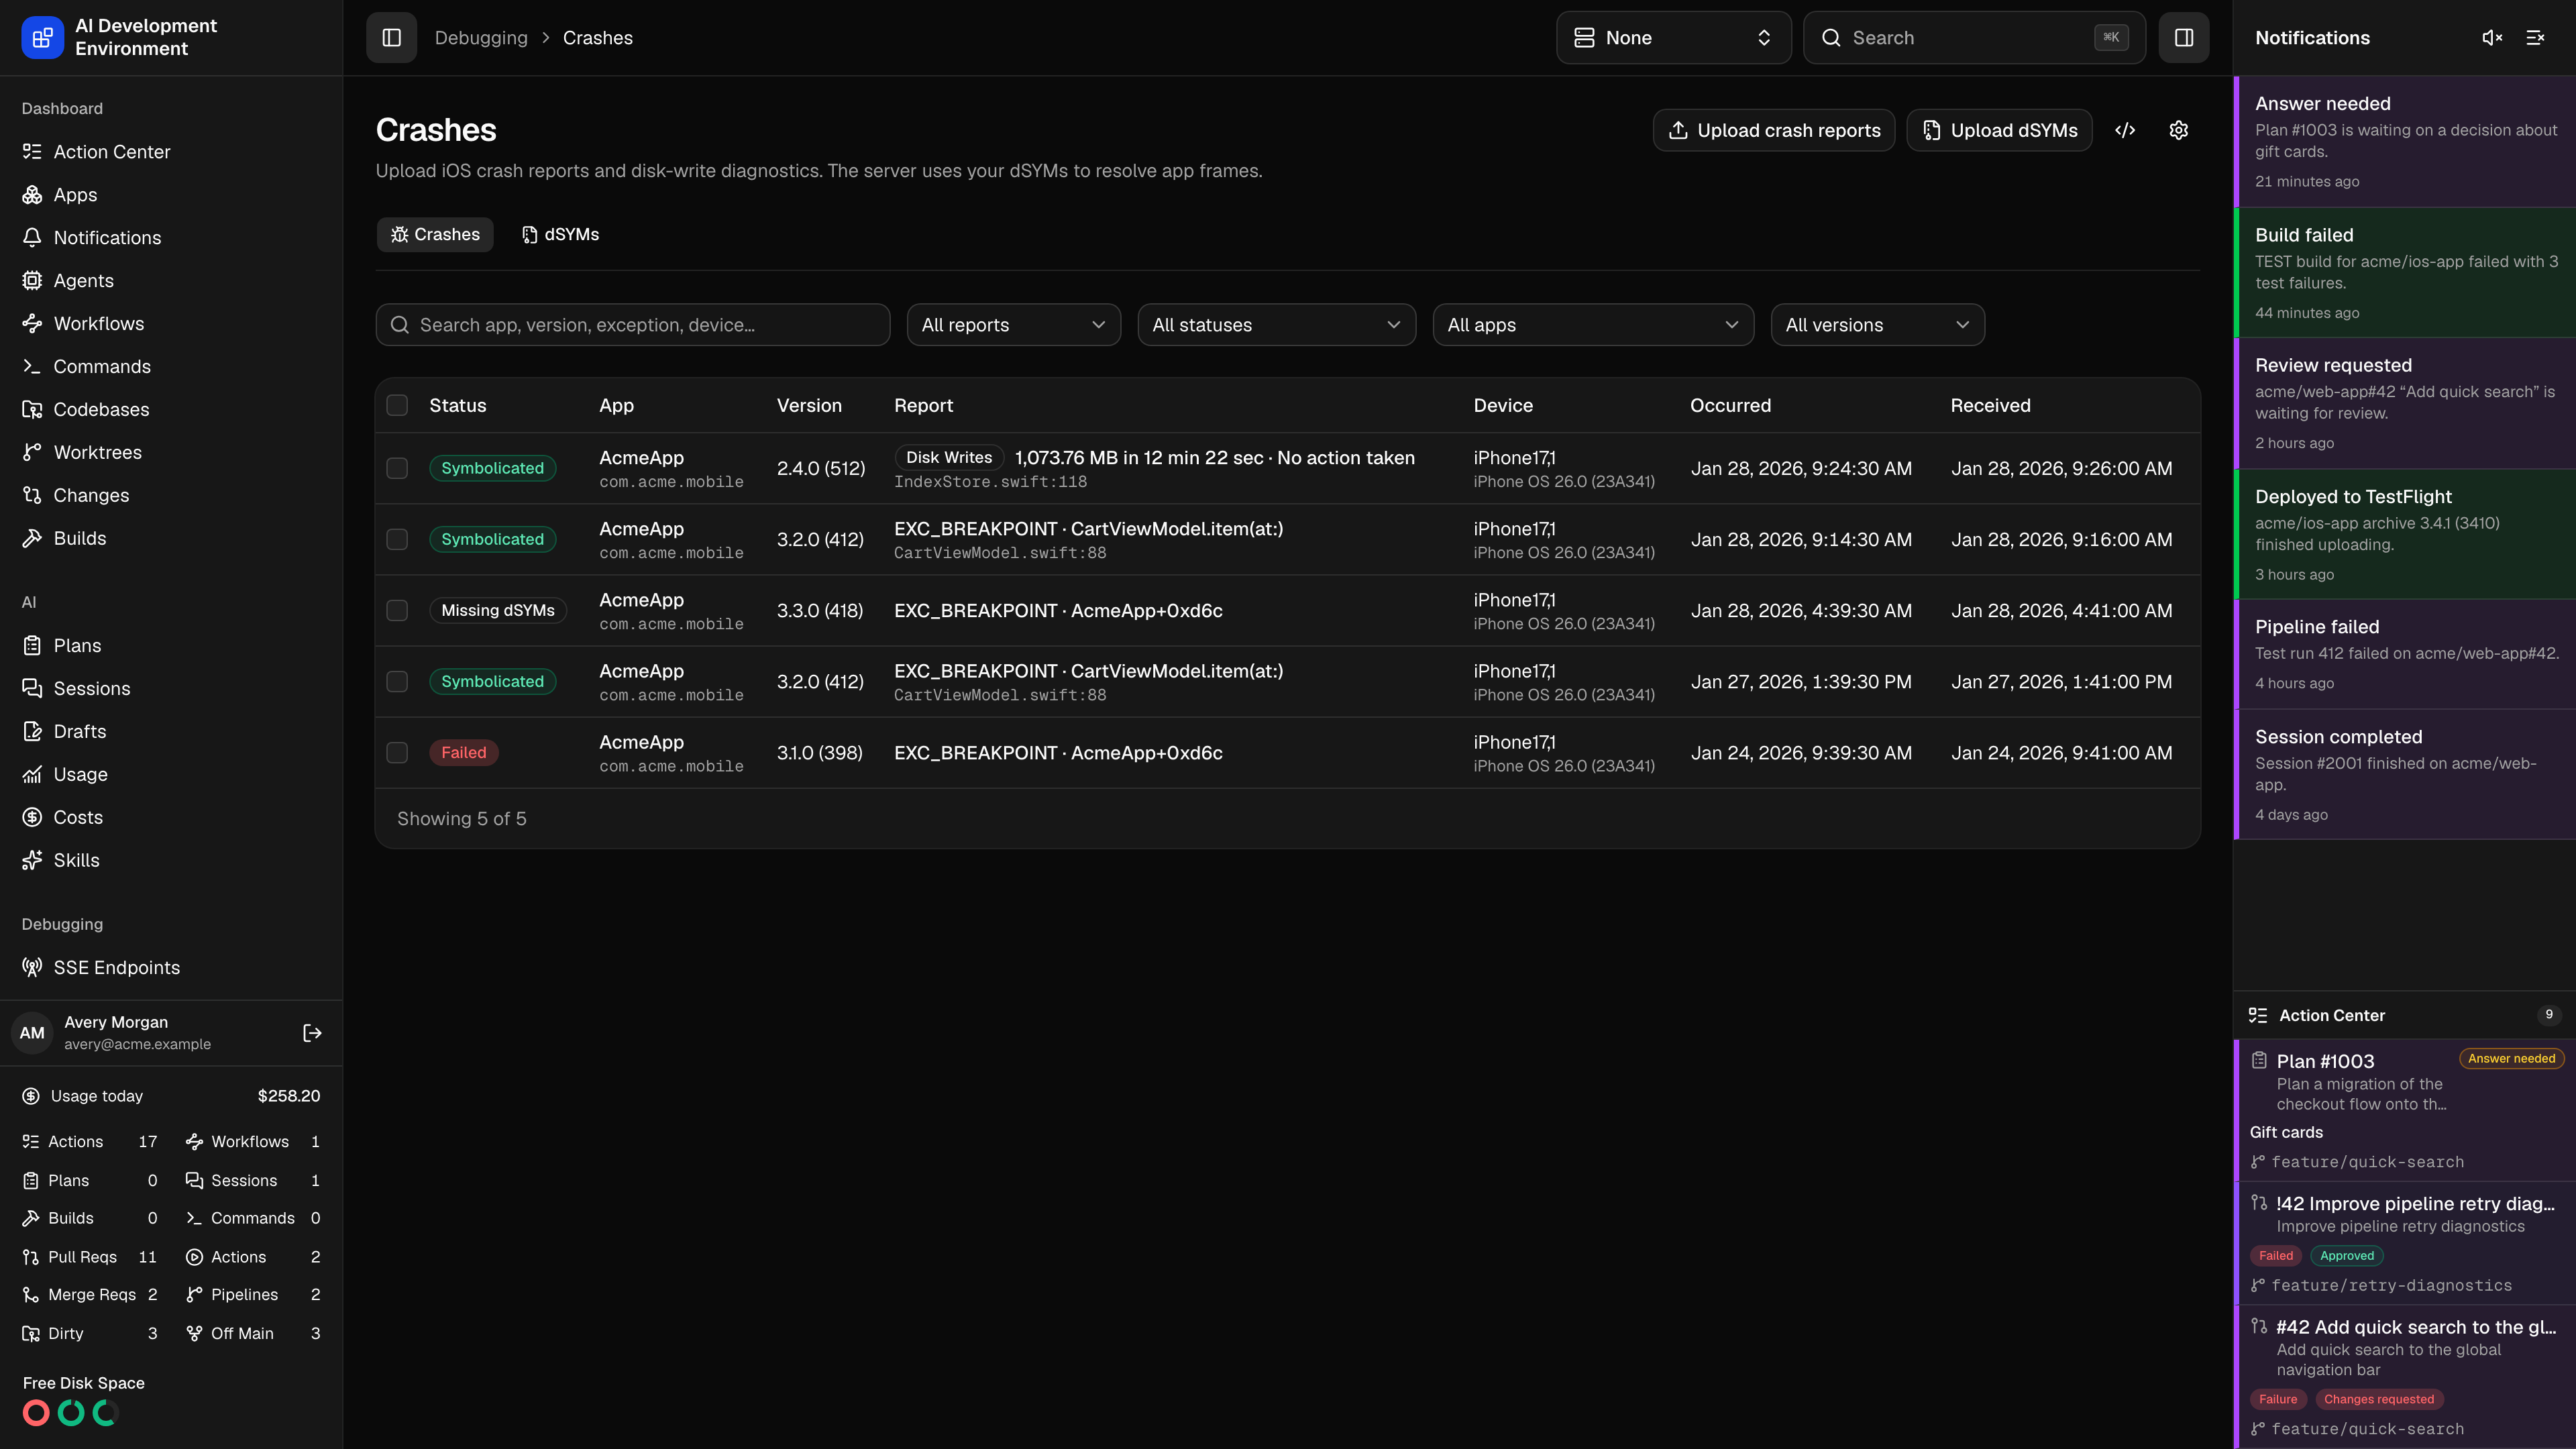 AI Development
Environment
Dashboard
Action Center
Apps
Notifications
Agents
Workflows
Commands
Codebases
Worktrees
Changes
Builds
AI
Plans
Sessions
Drafts
Usage
Costs
Skills
Debugging
SSE Endpoints
AM
Avery Morgan
avery@acme.example
Usage today $258.20
Actions 17 Workflows 1
Plans 0 Sessions 1
Builds 0 Commands 0
Pull Reqs 11 Actions 2
Merge Reqs 2 Pipelines 2
Dirty 3 Off Main 3
Free Disk Space
Debugging > Crashes
None
Search ⌘K
Crashes
Upload iOS crash reports and disk-write diagnostics. The server uses your dSYMs to resolve app frames.
Upload crash reports
Upload dSYMs
Crashes
dSYMs
Search app, version, exception, device...
All reports
All statuses
All apps
All versions
Status App Version Report Device Occurred Received
Symbolicated AcmeApp 2.4.0 (512) Disk Writes 1,073.76 MB in 12 min 22 sec · No action taken iPhone17,1 Jan 28, 2026, 9:24:30 AM Jan 28, 2026, 9:26:00 AM
com.acme.mobile IndexStore.swift:118 iPhone OS 26.0 (23A341)
Symbolicated AcmeApp 3.2.0 (412) EXC_BREAKPOINT · CartViewModel.item(at:) iPhone17,1 Jan 28, 2026, 9:14:30 AM Jan 28, 2026, 9:16:00 AM
com.acme.mobile CartViewModel.swift:88 iPhone OS 26.0 (23A341)
Missing dSYMs AcmeApp 3.3.0 (418) EXC_BREAKPOINT · AcmeApp+0xd6c iPhone17,1 Jan 28, 2026, 4:39:30 AM Jan 28, 2026, 4:41:00 AM
com.acme.mobile iPhone OS 26.0 (23A341)
Symbolicated AcmeApp 3.2.0 (412) EXC_BREAKPOINT · CartViewModel.item(at:) iPhone17,1 Jan 27, 2026, 1:39:30 PM Jan 27, 2026, 1:41:00 PM
com.acme.mobile CartViewModel.swift:88 iPhone OS 26.0 (23A341)
Failed AcmeApp 3.1.0 (398) EXC_BREAKPOINT · AcmeApp+0xd6c iPhone17,1 Jan 24, 2026, 9:39:30 AM Jan 24, 2026, 9:41:00 AM
com.acme.mobile iPhone OS 26.0 (23A341)
Showing 5 of 5
Notifications
Answer needed
Plan #1003 is waiting on a decision about
gift cards.
21 minutes ago
Build failed
TEST build for acme/ios-app failed with 3
test failures.
44 minutes ago
Review requested
acme/web-app#42 “Add quick search” is
waiting for review.
2 hours ago
Deployed to TestFlight
acme/ios-app archive 3.4.1 (3410)
finished uploading.
3 hours ago
Pipeline failed
Test run 412 failed on acme/web-app#42.
4 hours ago
Session completed
Session #2001 finished on acme/web-
app.
4 days ago
Action Center 9
Plan #1003 Answer needed
Plan a migration of the
checkout flow onto th...
Gift cards
feature/quick-search
!42 Improve pipeline retry diag...
Improve pipeline retry diagnostics
Failed Approved
feature/retry-diagnostics
#42 Add quick search to the gl...
Add quick search to the global
navigation bar
Failure Changes requested
feature/quick-search